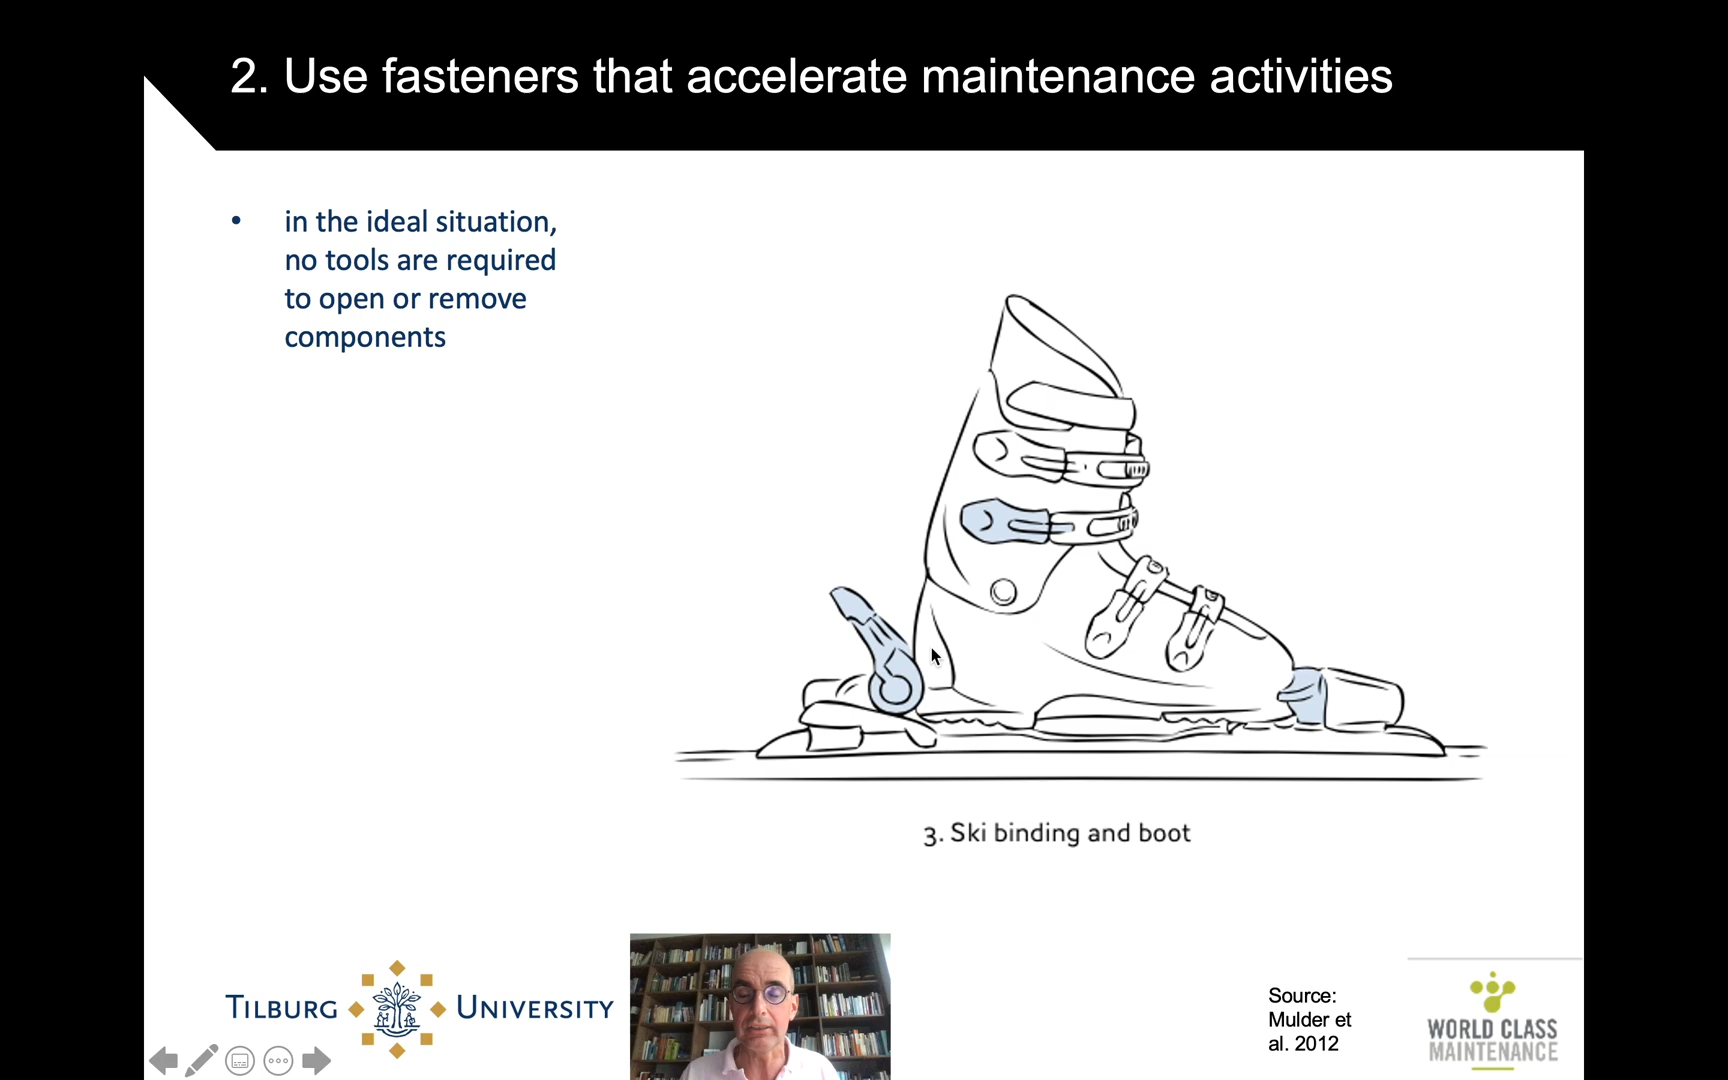 2. Use fasteners that accelerate maintenance activities
• in the ideal situation,
no tools are required
to open or remove
components
3. Ski binding and boot
TILBURG UNIVERSITY
Source:
Mulder et
al. 2012
WORLD CLASS
MAINTENANCE